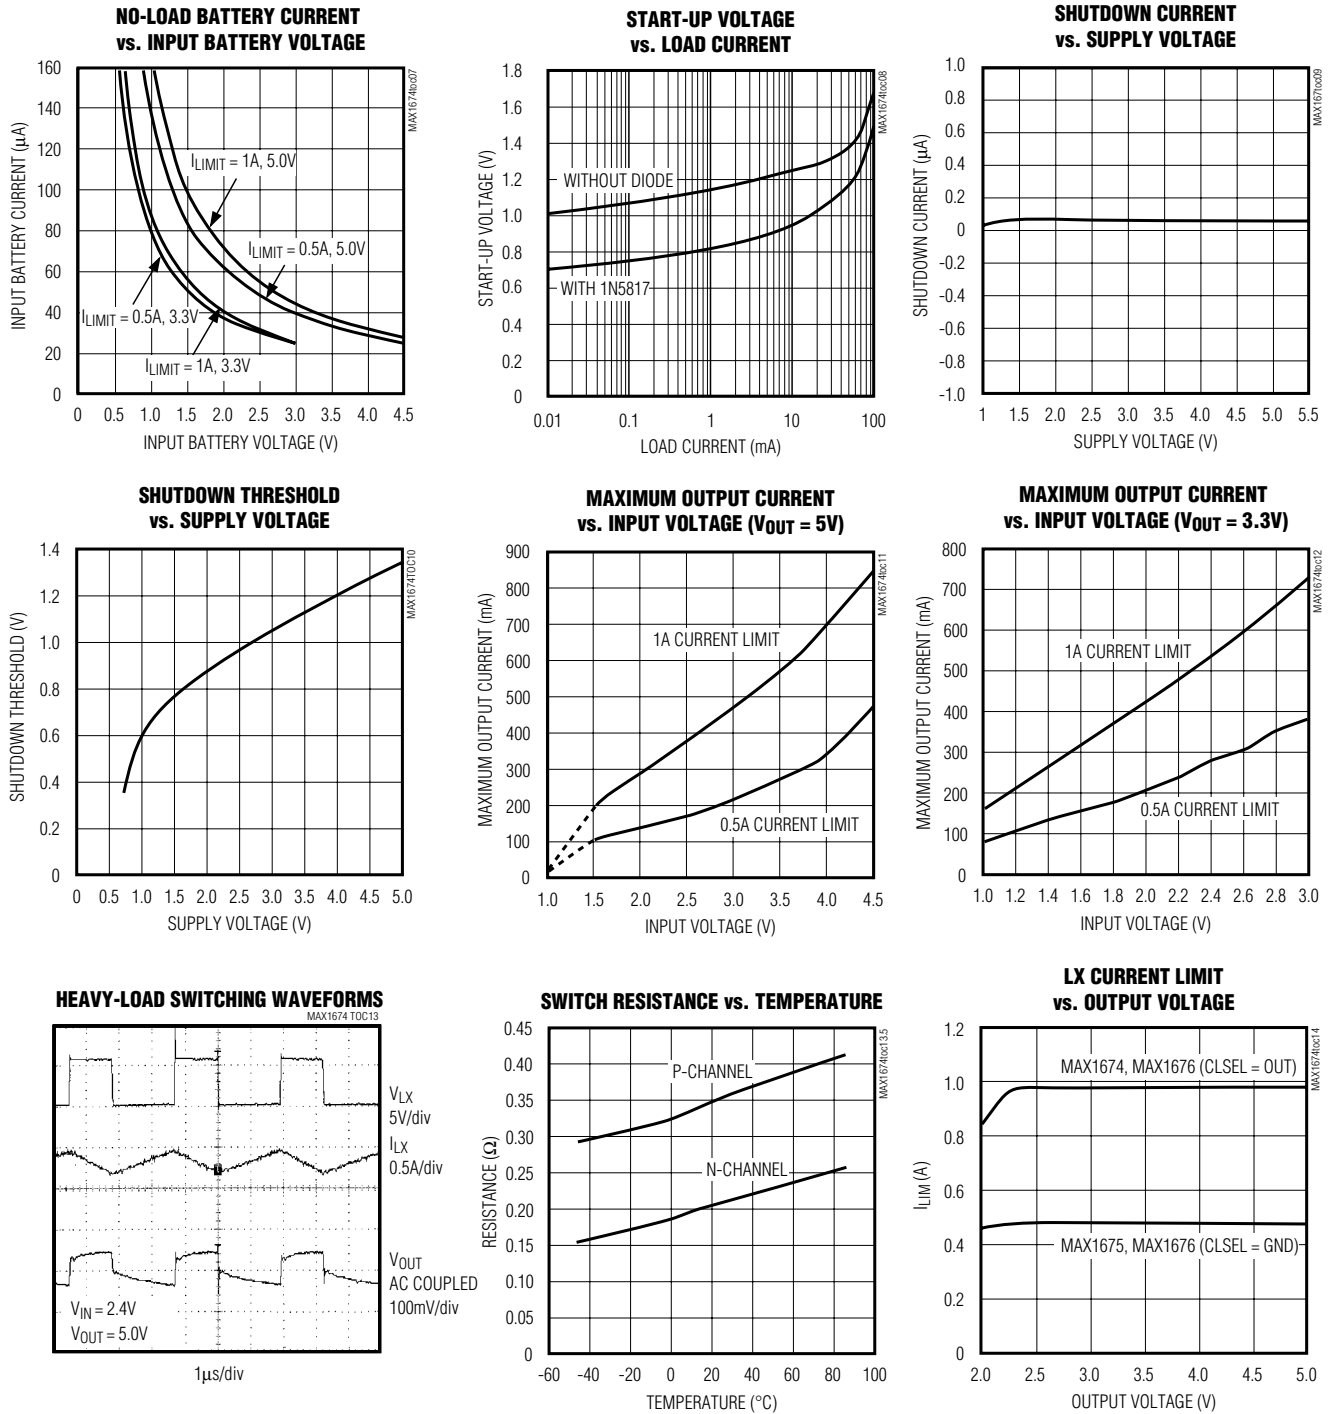 NO-LOAD BATTERY CURRENT
vs. INPUT BATTERY VOLTAGE
MAX1674toc07
INPUT BATTERY CURRENT (µA)
160
140
120
100
80
60
40
20
0
ILIMIT = 1A, 5.0V
ILIMIT = 0.5A, 5.0V
ILIMIT = 0.5A, 3.3V
ILIMIT = 1A, 3.3V
0 0.5 1.0 1.5 2.0 2.5 3.0 3.5 4.0 4.5
INPUT BATTERY VOLTAGE (V)
START-UP VOLTAGE
vs. LOAD CURRENT
MAX1674toc08
START-UP VOLTAGE (V)
1.8
1.6
1.4
1.2
1.0
0.8
0.6
0.4
0.2
0
WITHOUT DIODE
WITH 1N5817
0.01 0.1 1 10 100
LOAD CURRENT (mA)
SHUTDOWN CURRENT
vs. SUPPLY VOLTAGE
MAX167toc09
SHUTDOWN CURRENT (µA)
1.0
0.8
0.6
0.4
0.2
0
-0.2
-0.4
-0.6
-0.8
-1.0
1 1.5 2.0 2.5 3.0 3.5 4.0 4.5 5.0 5.5
SUPPLY VOLTAGE (V)
SHUTDOWN THRESHOLD
vs. SUPPLY VOLTAGE
MAX1674TOC10
SHUTDOWN THRESHOLD (V)
1.4
1.2
1.0
0.8
0.6
0.4
0.2
0
0 0.5 1.0 1.5 2.0 2.5 3.0 3.5 4.0 4.5 5.0
SUPPLY VOLTAGE (V)
MAXIMUM OUTPUT CURRENT
vs. INPUT VOLTAGE (VOUT = 5V)
MAX1674toc11
MAXIMUM OUTPUT CURRENT (mA)
900
800
700
600
500
400
300
200
100
0
1A CURRENT LIMIT
0.5A CURRENT LIMIT
1.0 1.5 2.0 2.5 3.0 3.5 4.0 4.5
INPUT VOLTAGE (V)
MAXIMUM OUTPUT CURRENT
vs. INPUT VOLTAGE (VOUT = 3.3V)
MAX1674toc12
MAXIMUM OUTPUT CURRENT (mA)
800
700
600
500
400
300
200
100
0
1A CURRENT LIMIT
0.5A CURRENT LIMIT
1.0 1.2 1.4 1.6 1.8 2.0 2.2 2.4 2.6 2.8 3.0
INPUT VOLTAGE (V)
HEAVY-LOAD SWITCHING WAVEFORMS
MAX1674 TOC13
VLX
5V/div
ILX
0.5A/div
VOUT
AC COUPLED
100mV/div
VIN = 2.4V
VOUT = 5.0V
1µs/div
SWITCH RESISTANCE vs. TEMPERATURE
MAX1674toc13.5
RESISTANCE (Ω)
0.45
0.40
0.35
0.30
0.25
0.20
0.15
0.10
0.05
0
P-CHANNEL
N-CHANNEL
-60 -40 -20 0 20 40 60 80 100
TEMPERATURE (°C)
LX CURRENT LIMIT
vs. OUTPUT VOLTAGE
MAX1674toc14
ILIM (A)
1.2
1.0
0.8
0.6
0.4
0.2
0
MAX1674, MAX1676 (CLSEL = OUT)
MAX1675, MAX1676 (CLSEL = GND)
2.0 2.5 3.0 3.5 4.0 4.5 5.0
OUTPUT VOLTAGE (V)